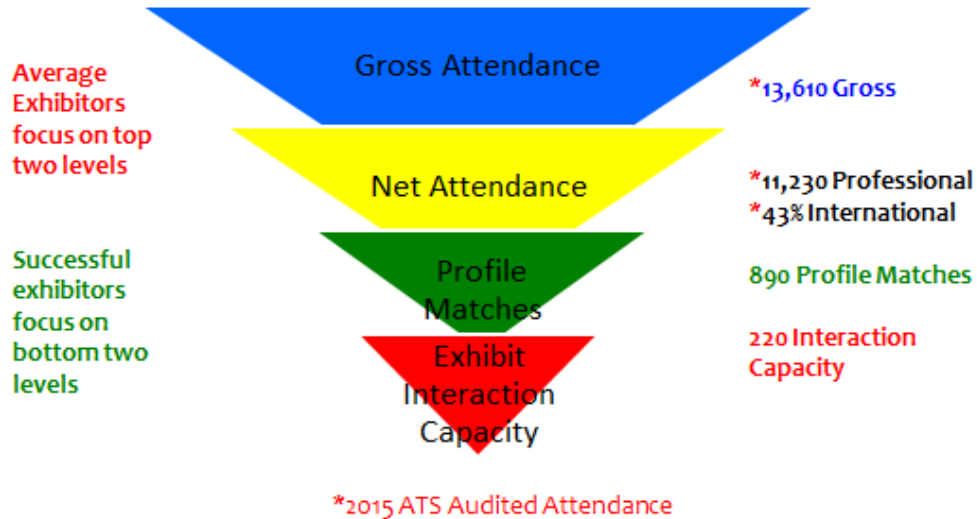 Gross Attendance
Average
Exhibitors
focus on top
two levels
*13,610 Gross
Net Attendance
*11,230 Professional
*43% International
Successful
exhibitors
focus on
bottom two
levels
Profile
Matches
890 Profile Matches
Exhibit
Interaction
Capacity
220 Interaction
Capacity
*2015 ATS Audited Attendance